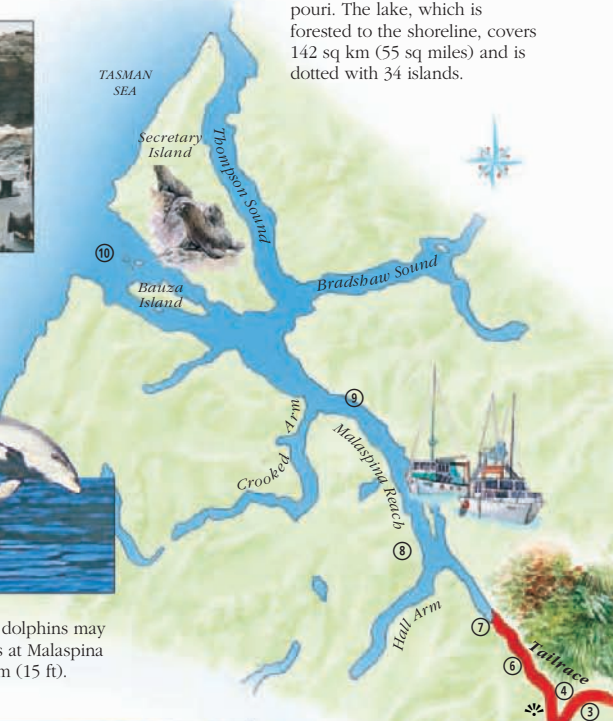 pouri. The lake, which is
forested to the shoreline, covers
142 sq km (55 sq miles) and is
dotted with 34 islands.
TASMAN
SEA
Secretary
Island
Thompson Sound
10
Bauza
Island
Bradshaw Sound
9
Crooked Arm
Malaspina Reach
8
Hall Arm
7
6
Tailrace
4
3
dolphins may
s at Malaspina
m (15 ft).